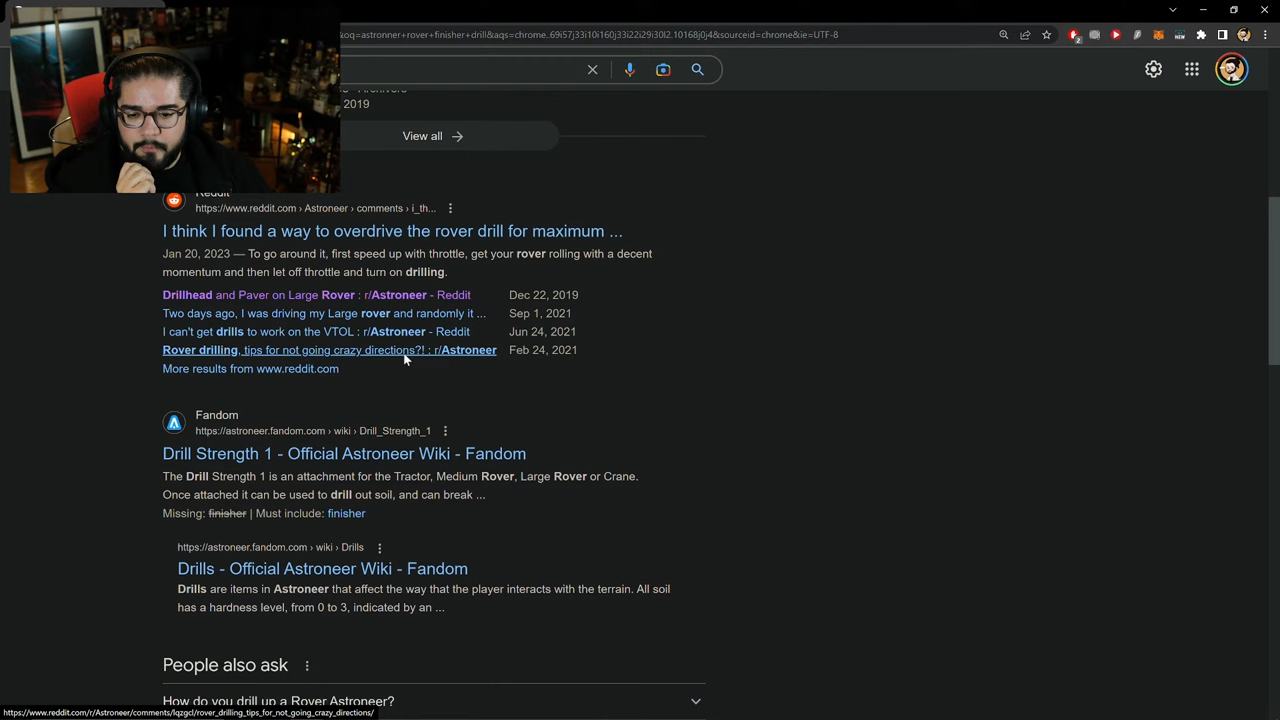 oq=astronner+rover+finisher+drill&aqs=chrome..69i57j33i10i160j33i22i29i30l2.10168j0j4&sourceid=chrome&ie=UTF-8
2019
View all
Reddit
https://www.reddit.com › Astroneer › comments › i_th...
I think I found a way to overdrive the rover drill for maximum ...
Jan 20, 2023 — To go around it, first speed up with throttle, get your rover rolling with a decent
momentum and then let off throttle and turn on drilling.
Drillhead and Paver on Large Rover : r/Astroneer - Reddit Dec 22, 2019
Two days ago, I was driving my Large rover and randomly it ... Sep 1, 2021
I can't get drills to work on the VTOL : r/Astroneer - Reddit Jun 24, 2021
Rover drilling, tips for not going crazy directions?! : r/Astroneer Feb 24, 2021
More results from www.reddit.com
Fandom
https://astroneer.fandom.com › wiki › Drill_Strength_1
Drill Strength 1 - Official Astroneer Wiki - Fandom
The Drill Strength 1 is an attachment for the Tractor, Medium Rover, Large Rover or Crane.
Once attached it can be used to drill out soil, and can break ...
Missing: finisher | Must include: finisher
https://astroneer.fandom.com › wiki › Drills
Drills - Official Astroneer Wiki - Fandom
Drills are items in Astroneer that affect the way that the player interacts with the terrain. All soil
has a hardness level, from 0 to 3, indicated by an ...
People also ask
How do you drill up a Rover Astroneer?
https://www.reddit.com/r/Astroneer/comments/lqzgcl/rover_drilling_tips_for_not_going_crazy_directions/